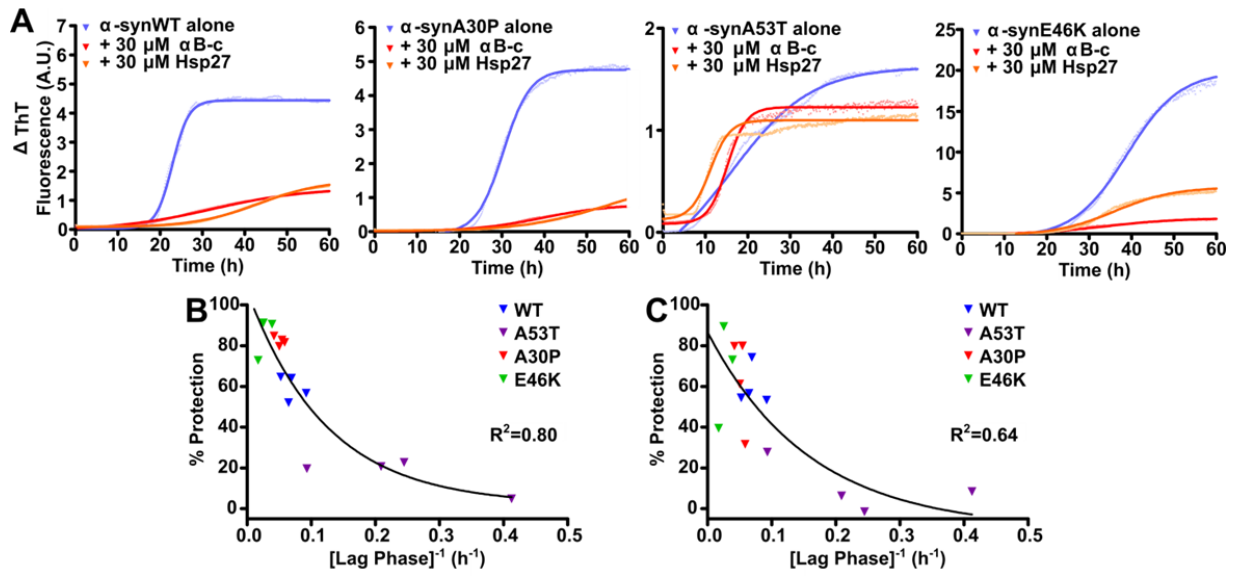 A
α-synWT alone
+ 30 μM αB-c
+ 30 μM Hsp27
α-synA30P alone
+ 30 μM αB-c
+ 30 μM Hsp27
α-synA53T alone
+ 30 μM αB-c
+ 30 μM Hsp27
α-synE46K alone
+ 30 μM αB-c
+ 30 μM Hsp27
Δ ThT
Fluorescence (A.U.)
8
7
6
5
4
3
2
1
0
0 10 20 30 40 50 60
Time (h)
6
5
4
3
2
1
0
0 10 20 30 40 50 60
Time (h)
2
1
0
0 10 20 30 40 50 60
Time (h)
25
20
15
10
5
0
0 10 20 30 40 50 60
Time (h)
B
% Protection
100
80
60
40
20
0
WT
A53T
A30P
E46K
R²=0.80
0.0 0.1 0.2 0.3 0.4 0.5
[Lag Phase]⁻¹ (h⁻¹)
C
% Protection
100
80
60
40
20
0
WT
A53T
A30P
E46K
R²=0.64
0.0 0.1 0.2 0.3 0.4 0.5
[Lag Phase]⁻¹ (h⁻¹)